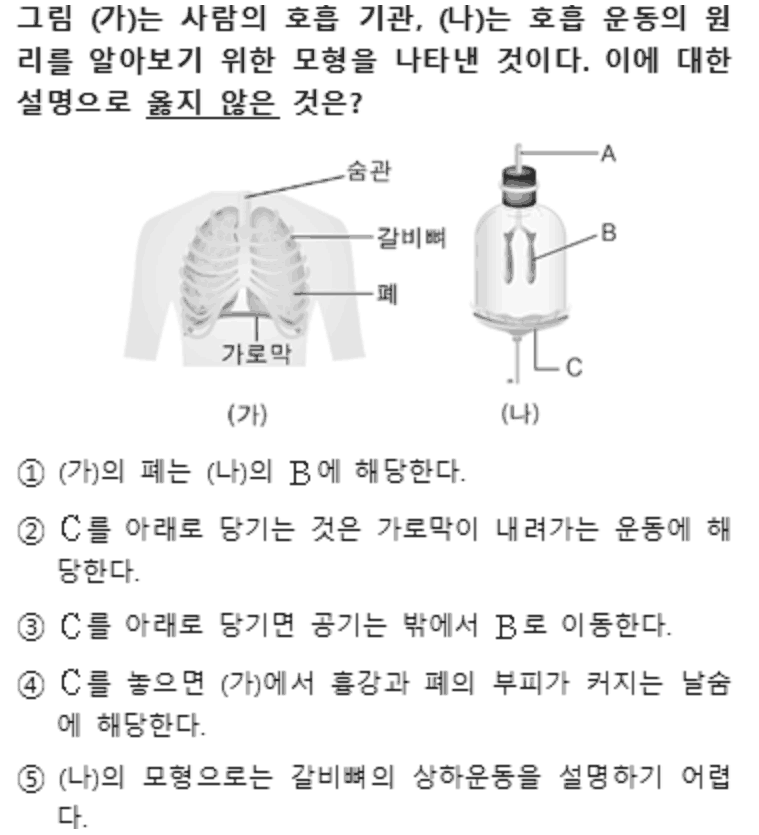 그림 (가)는 사람의 호흡 기관, (나)는 호흡 운동의 원
리를 알아보기 위한 모형을 나타낸 것이다. 이에 대한
설명으로 옳지 않은 것은?
숨관
갈비뼈
폐
가로막
(가)
A
B
C
(나)
① (가)의 폐는 (나)의 B에 해당한다.
② C를 아래로 당기는 것은 가로막이 내려가는 운동에 해
당한다.
③ C를 아래로 당기면 공기는 밖에서 B로 이동한다.
④ C를 놓으면 (가)에서 흉강과 폐의 부피가 커지는 날숨
에 해당한다.
⑤ (나)의 모형으로는 갈비뼈의 상하운동을 설명하기 어렵
다.